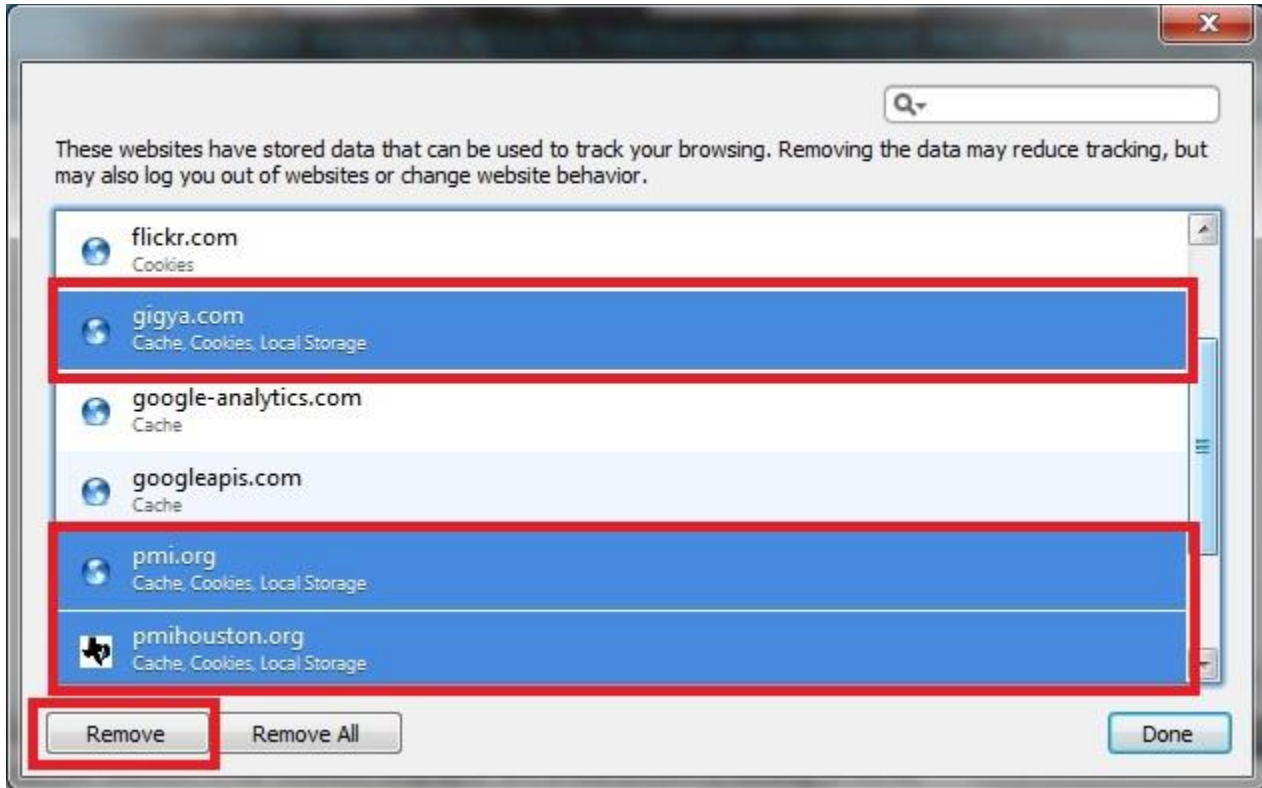 X
These websites have stored data that can be used to track your browsing. Removing the data may reduce tracking, but
may also log you out of websites or change website behavior.
flickr.com
Cookies
gigya.com
Cache, Cookies, Local Storage
google-analytics.com
Cache
googleapis.com
Cache
pmi.org
Cache, Cookies, Local Storage
pmihouston.org
Cache, Cookies, Local Storage
Remove
Remove All
Done